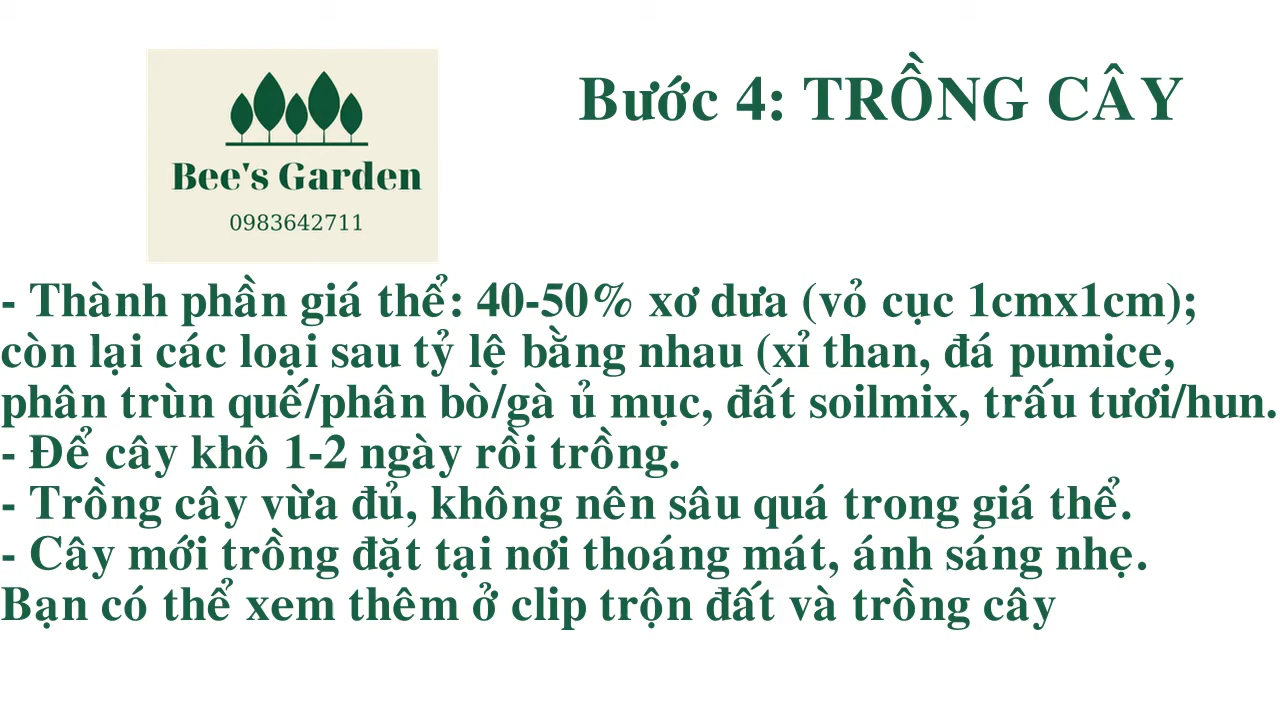 Bee's Garden
0983642711
Bước 4: TRỒNG CÂY
- Thành phần giá thể: 40-50% xơ dưa (vỏ cục 1cmx1cm);
còn lại các loại sau tỷ lệ bằng nhau (xỉ than, đá pumice,
phân trùn quế/phân bò/gà ủ mục, đất soilmix, trấu tươi/hun.
- Để cây khô 1-2 ngày rồi trồng.
- Trồng cây vừa đủ, không nên sâu quá trong giá thể.
- Cây mới trồng đặt tại nơi thoáng mát, ánh sáng nhẹ.
Bạn có thể xem thêm ở clip trộn đất và trồng cây